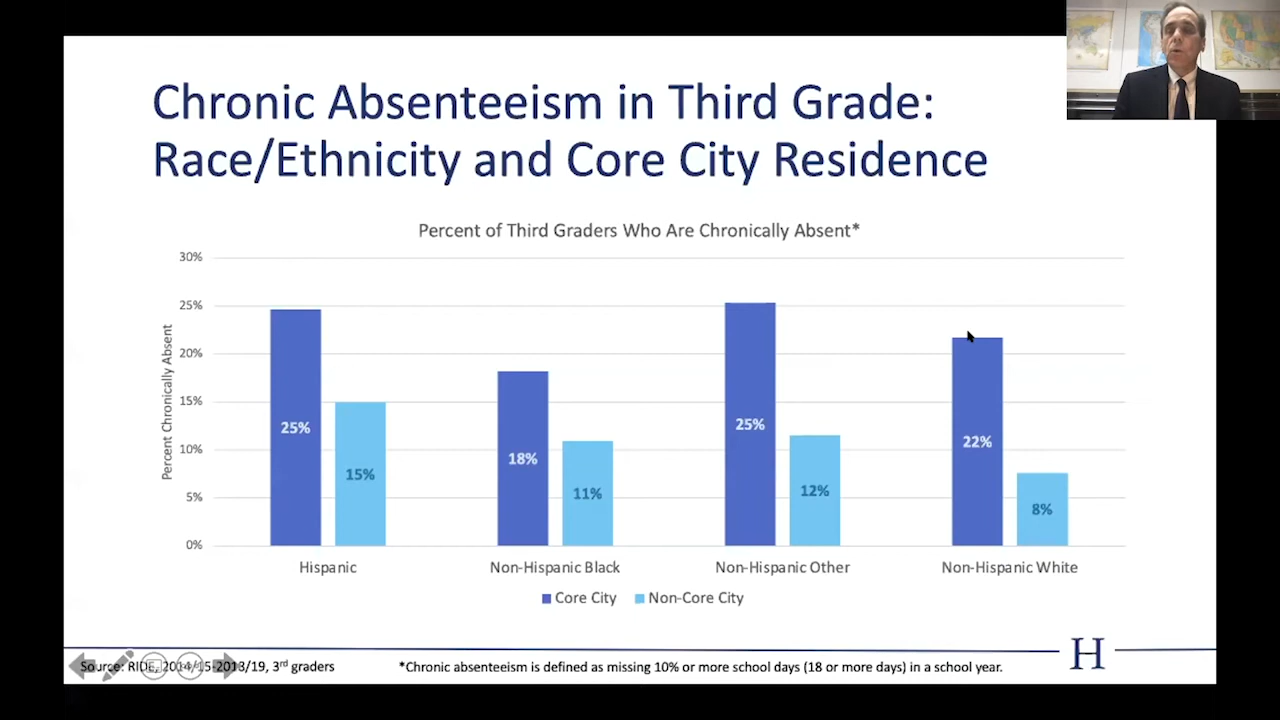 Chronic Absenteeism in Third Grade:
Race/Ethnicity and Core City Residence
Percent of Third Graders Who Are Chronically Absent*
Percent Chronically Absent
30%
25%
20%
15%
10%
5%
0%
25%
15%
18%
11%
25%
12%
22%
8%
Hispanic
Non-Hispanic Black
Non-Hispanic Other
Non-Hispanic White
Core City
Non-Core City
Source: RIDE, 2014/15-2013/19, 3rd graders
*Chronic absenteeism is defined as missing 10% or more school days (18 or more days) in a school year.
H